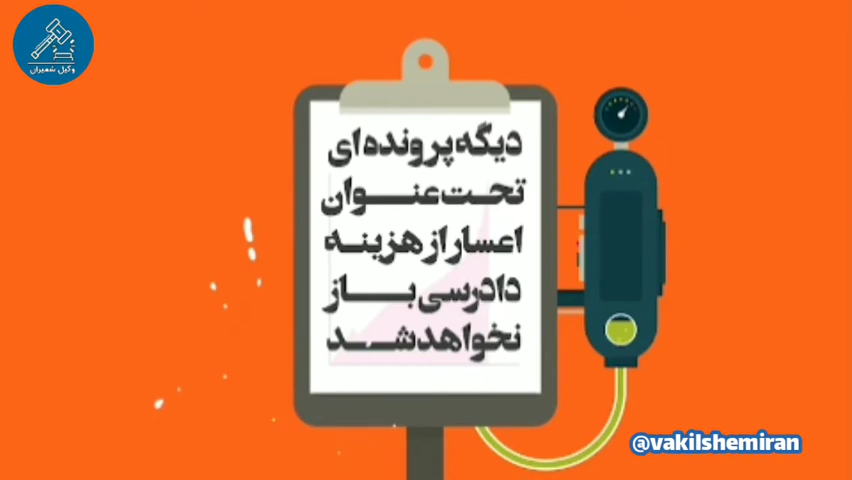 وکیل شمیران
دیگه پرونده ای
تحت عنوان
اعسار از هزینه
دادرسی باز
نخواهد شد
@vakilshemiran